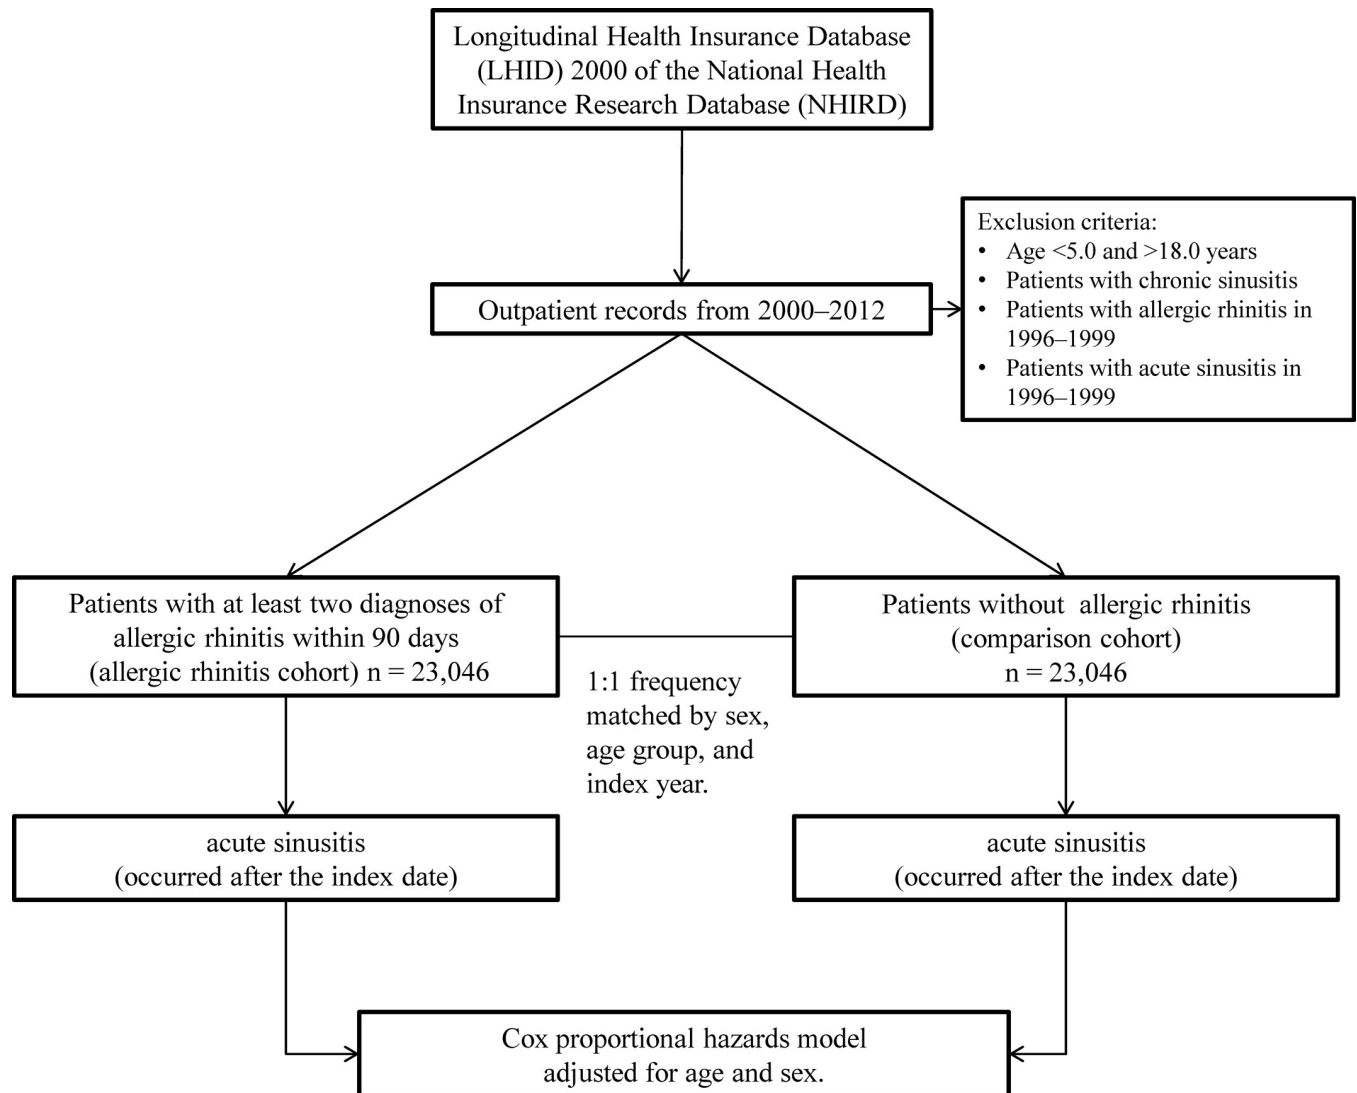 Longitudinal Health Insurance Database
(LHID) 2000 of the National Health
Insurance Research Database (NHIRD)
Exclusion criteria:
• Age <5.0 and >18.0 years
• Patients with chronic sinusitis
• Patients with allergic rhinitis in
1996–1999
• Patients with acute sinusitis in
1996–1999
Outpatient records from 2000–2012
Patients with at least two diagnoses of
allergic rhinitis within 90 days
(allergic rhinitis cohort) n = 23,046
1:1 frequency
matched by sex,
age group, and
index year.
Patients without allergic rhinitis
(comparison cohort)
n = 23,046
acute sinusitis
(occurred after the index date)
acute sinusitis
(occurred after the index date)
Cox proportional hazards model
adjusted for age and sex.